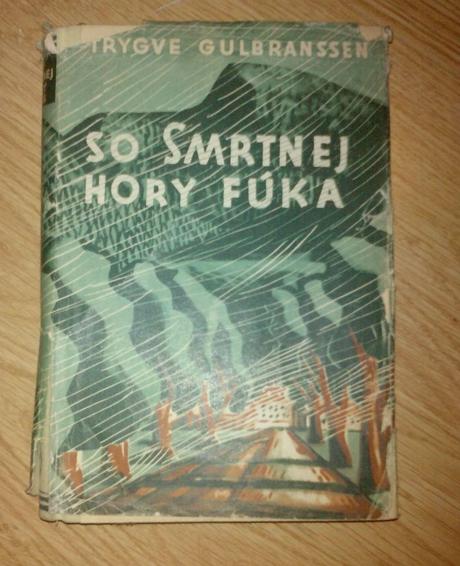 TRYGVE GULBRANSSEN
SO SMRTNEJ
HORY FÚKA